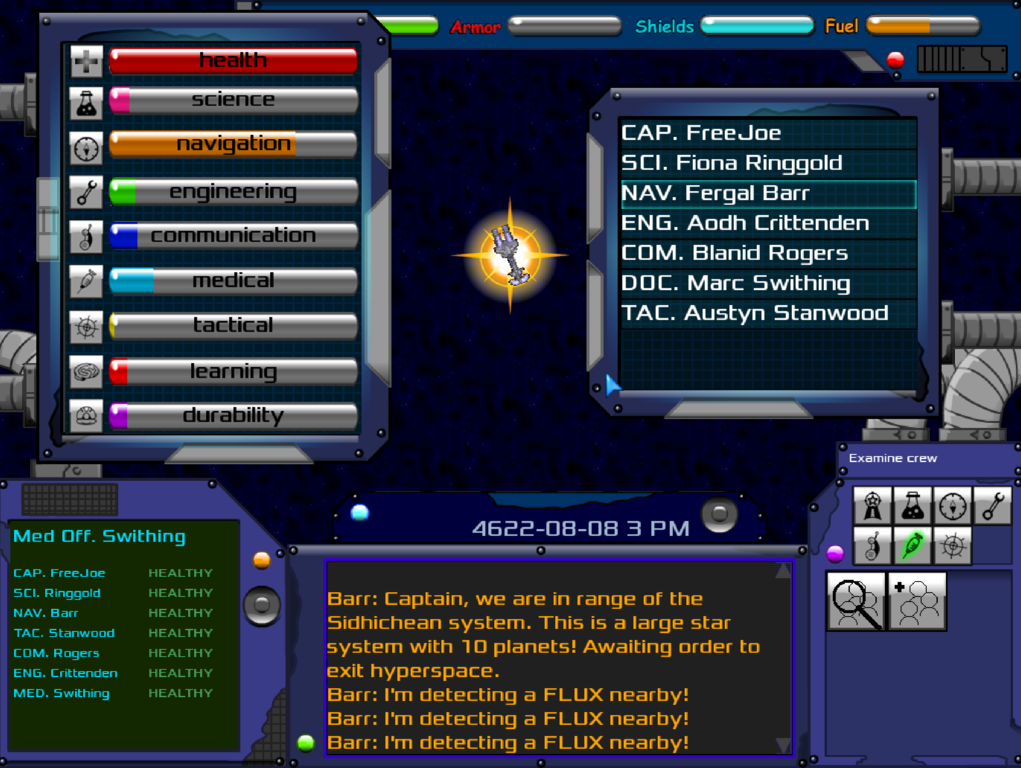 Armor
Shields
Fuel
health
science
navigation
engineering
communication
medical
tactical
learning
durability
CAP. FreeJoe
SCI. Fiona Ringgold
NAV. Fergal Barr
ENG. Aodh Crittenden
COM. Blanid Rogers
DOC. Marc Swithing
TAC. Austyn Stanwood
Examine crew
4622-08-08 3 PM
Med Off. Swithing
CAP. FreeJoe HEALTHY
SCI. Ringgold HEALTHY
NAV. Barr HEALTHY
TAC. Stanwood HEALTHY
COM. Rogers HEALTHY
ENG. Crittenden HEALTHY
MED. Swithing HEALTHY
Barr: Captain, we are in range of the
Sidhichean system. This is a large star
system with 10 planets! Awaiting order to
exit hyperspace.
Barr: I'm detecting a FLUX nearby!
Barr: I'm detecting a FLUX nearby!
Barr: I'm detecting a FLUX nearby!